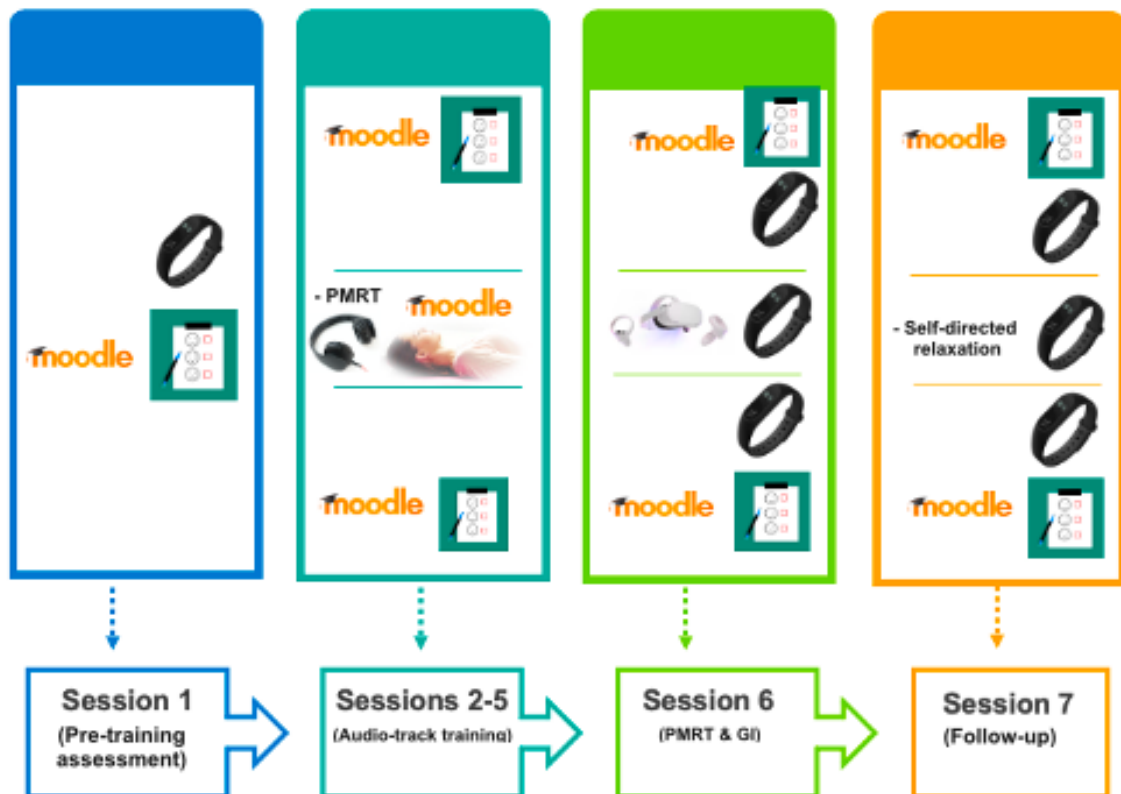 moodle
moodle
- PMRT
moodle
moodle
moodle
moodle
moodle
- Self-directed
relaxation
moodle
Session 1
(Pre-training
assessment)
Sessions 2-5
(Audio-track training)
Session 6
(PMRT & GI)
Session 7
(Follow-up)